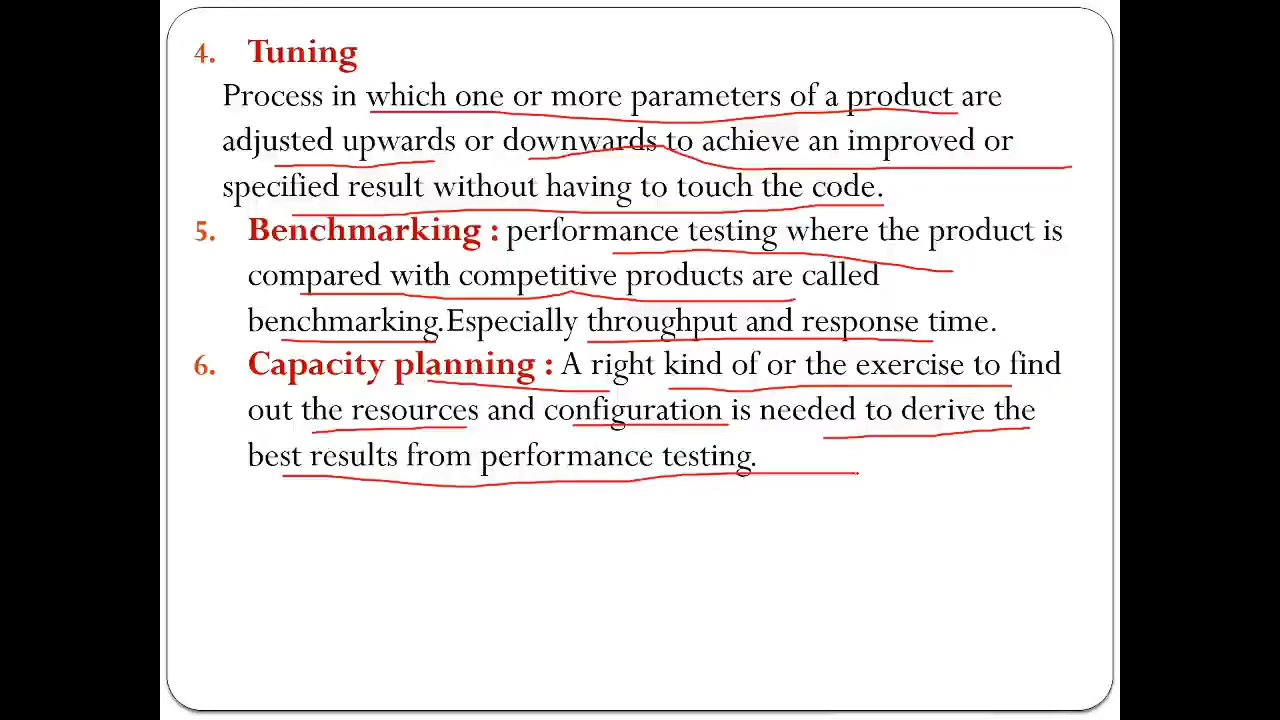 4. Tuning
Process in which one or more parameters of a product are
adjusted upwards or downwards to achieve an improved or
specified result without having to touch the code.
5. Benchmarking : performance testing where the product is
compared with competitive products are called
benchmarking.Especially throughput and response time.
6. Capacity planning : A right kind of or the exercise to find
out the resources and configuration is needed to derive the
best results from performance testing.